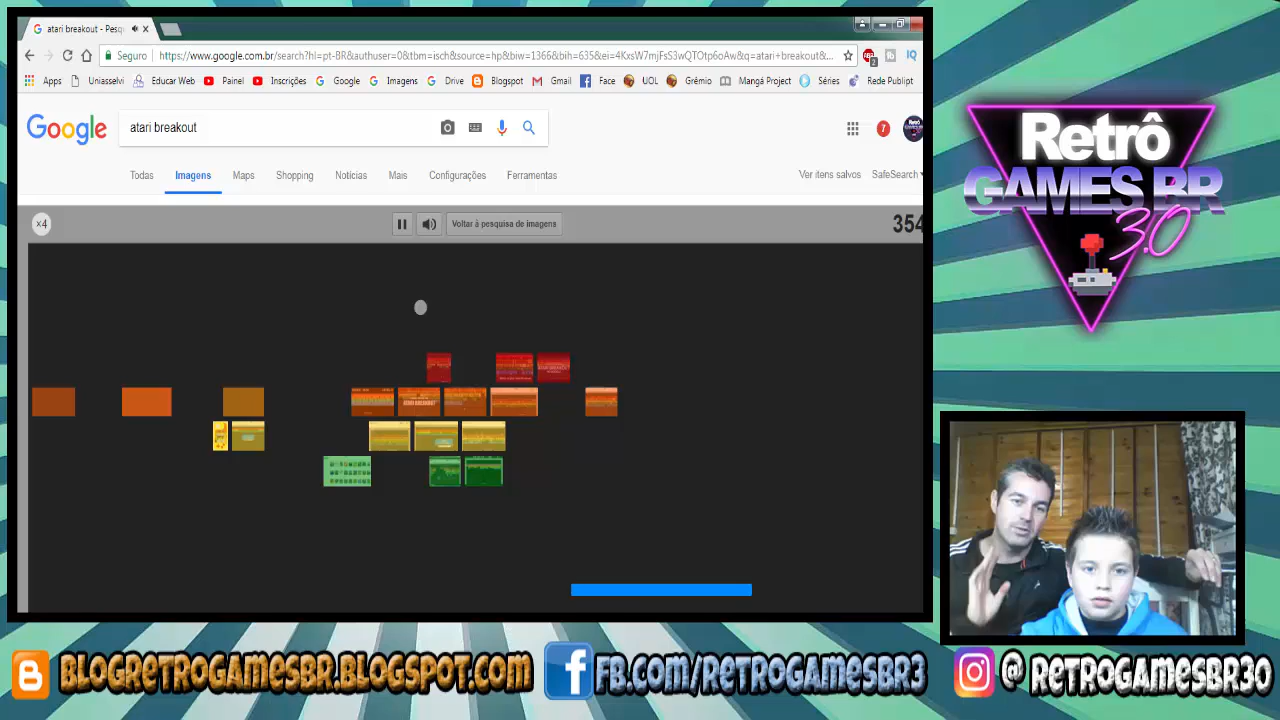 atari breakout - Pesq
Seguro
https://www.google.com.br/search?hl=pt-BR&authuser=0&tbm=isch&source=hp&biw=1366&bih=635&ei=4KxsW7mjFsS3wQTOtp6oAw&q=atari+breakout&...
2
Apps Uniasselvi Educar Web Painel Inscrições Google Imagens Drive Blogspot Gmail Face UOL Grêmio Mangá Project Séries Rede Publipt
Google
atari breakout
7
Todas Imagens Maps Shopping Notícias Mais Configurações Ferramentas
Ver itens salvos SafeSearch
x4
Voltar à pesquisa de imagens
354
Retrô
GAMES BR
3.0
BLOGRETROGAMESBR.BLOGSPOT.COM
FB.COM/RETROGAMESBR3
@ RETROGAMESBR30